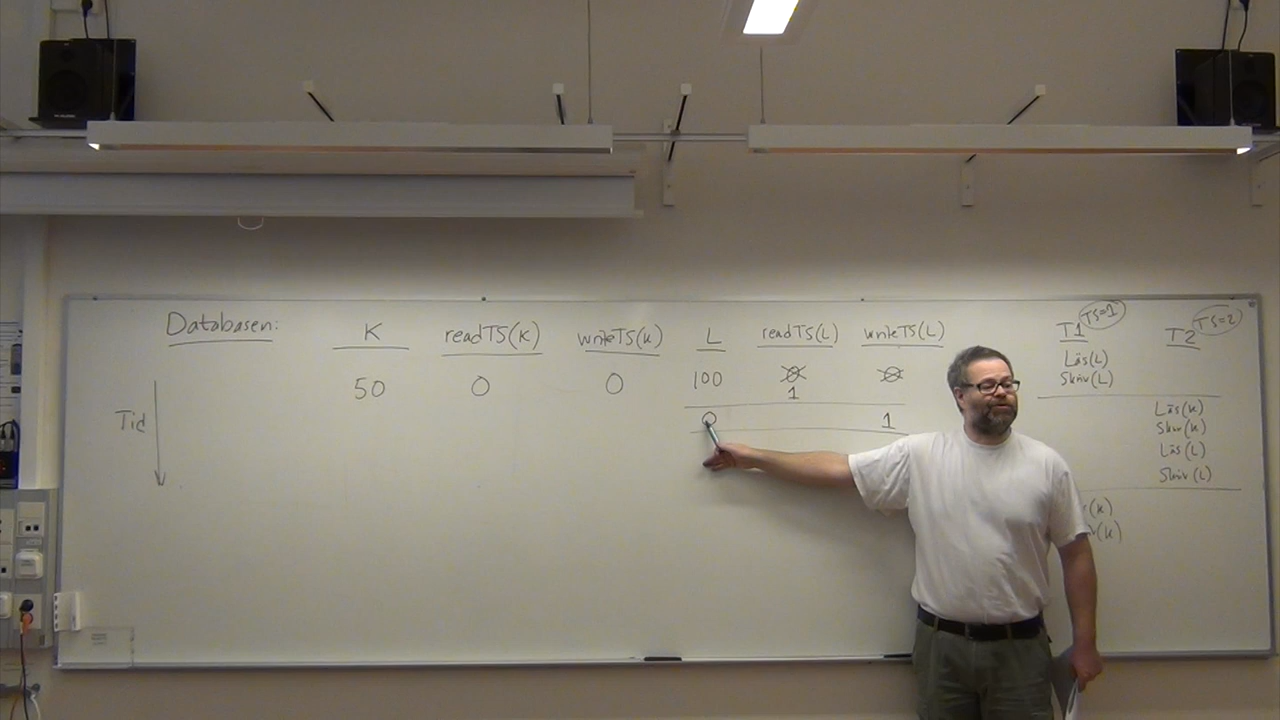 Databasen: K readTS(K) writeTS(K) L readTS(L) writeTS(L) T1 TS=1 T2 TS=2
50 0 0 100 0 0
1
0 1
Tid
Läs(L)
Skriv(L)
Läs(K)
Skriv(K)
Läs(L)
Skriv(L)
(K)
(K)